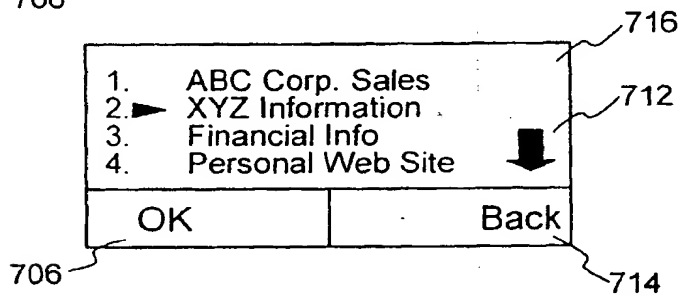 716
1. ABC Corp. Sales
712
2. XYZ Information
3. Financial Info
4. Personal Web Site
OK Back
706
714